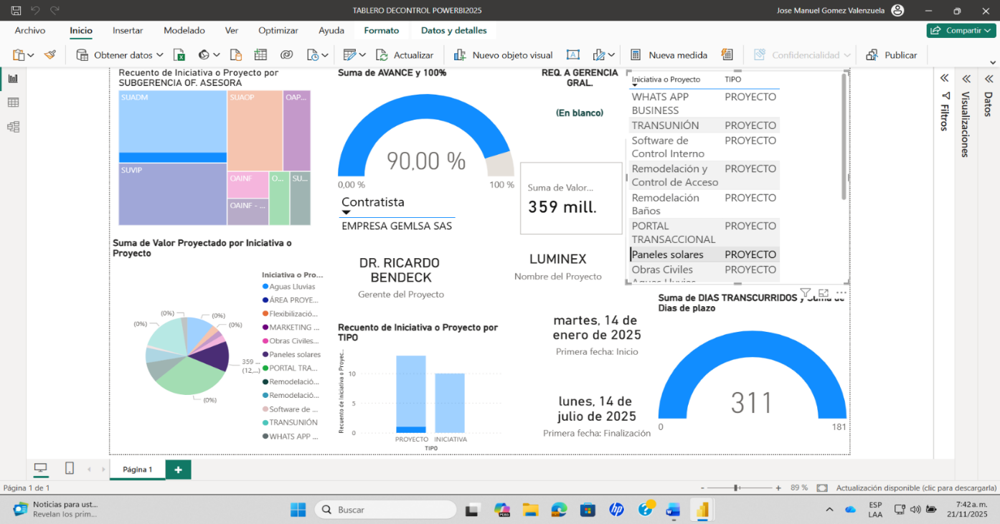 TABLERO DECONTROL POWERBI2025
Jose Manuel Gomez Valenzuela
Archivo
Inicio
Insertar
Modelado
Ver
Optimizar
Ayuda
Formato
Datos y detalles
Compartir
Obtener datos
Actualizar
Nuevo objeto visual
Nueva medida
Confidencialidad
Publicar
Recuento de Iniciativa o Proyecto por
SUBGERENCIA OF. ASESORA
SUADM
SUAOP
OAP...
SUVIP
OAINF
O...
SU...
OAINF - ...
Suma de AVANCE y 100%
90,00 %
0,00 %
100 %
Contratista
EMPRESA GEMLSA SAS
REQ. A GERENCIA
GRAL.
(En blanco)
Suma de Valor...
359 mill.
Iniciativa o Proyecto
TIPO
WHATS APP
BUSINESS
PROYECTO
TRANSUNIÓN
PROYECTO
Software de
Control Interno
PROYECTO
Remodelación y
Control de Acceso
PROYECTO
Remodelación
Baños
PROYECTO
PORTAL
TRANSACCIONAL
PROYECTO
Paneles solares
PROYECTO
Obras Civiles
Aguas Lluvias
PROYECTO
Filtros
Visualizaciones
Datos
Suma de Valor Proyectado por Iniciativa o
Proyecto
(0%)
(0%)
(0%)
(0%)
359 ...
(12,...)
(0%)
Iniciativa o Pro...
Aguas Lluvias
ÁREA PROYE...
Flexibilizació...
MARKETING ...
Obras Civiles...
Paneles solares
PORTAL TRA...
Remodelació...
Remodelació...
Software de ...
TRANSUNIÓN
WHATS APP ...
DR. RICARDO
BENDECK
Gerente del Proyecto
LUMINEX
Nombre del Proyecto
Recuento de Iniciativa o Proyecto por
TIPO
Recuento de Iniciativa o Proyec...
10
5
0
PROYECTO
INICIATIVA
TIPO
martes, 14 de
enero de 2025
Primera fecha: Inicio
lunes, 14 de
julio de 2025
Primera fecha: Finalización
Suma de DIAS TRANSCURRIDOS y Suma de
Dias de plazo
311
0
181
Página 1
Página 1 de 1
- + 89 %
Actualización disponible (clic para descargarla)
Noticias para ust...
Revelan los prim...
Buscar
ESP
LAA
7:42 a. m.
21/11/2025